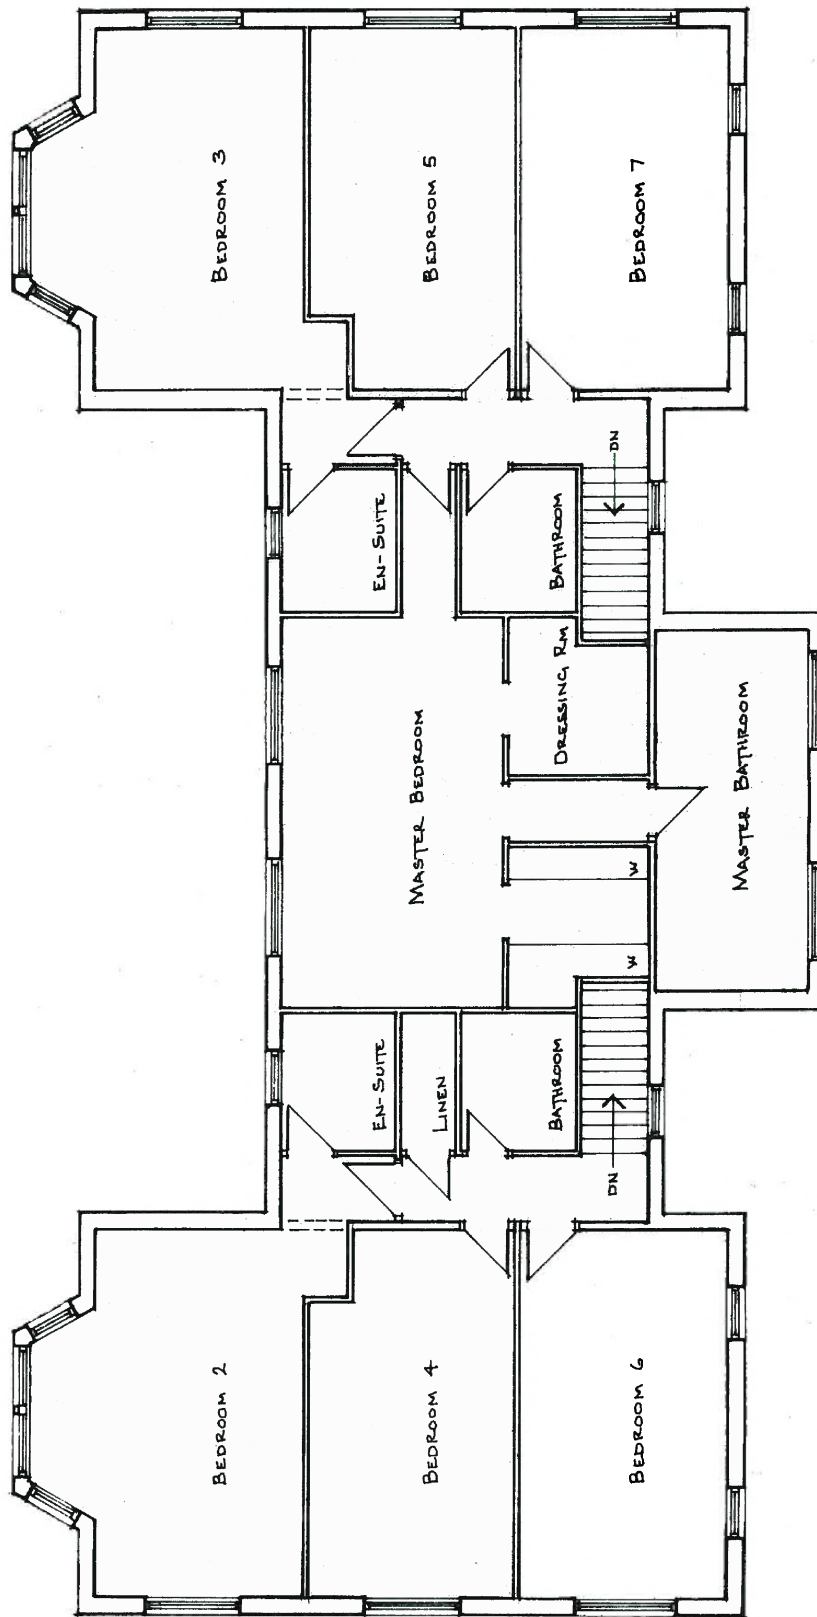 BEDROOM 3
BEDROOM 5
BEDROOM 7
DN
EN-SUITE
BATHROOM
DRESSING RM
MASTER BEDROOM
MASTER BATHROOM
W
W
EN-SUITE
LINEN
BATHROOM
DN
BEDROOM 2
BEDROOM 4
BEDROOM 6